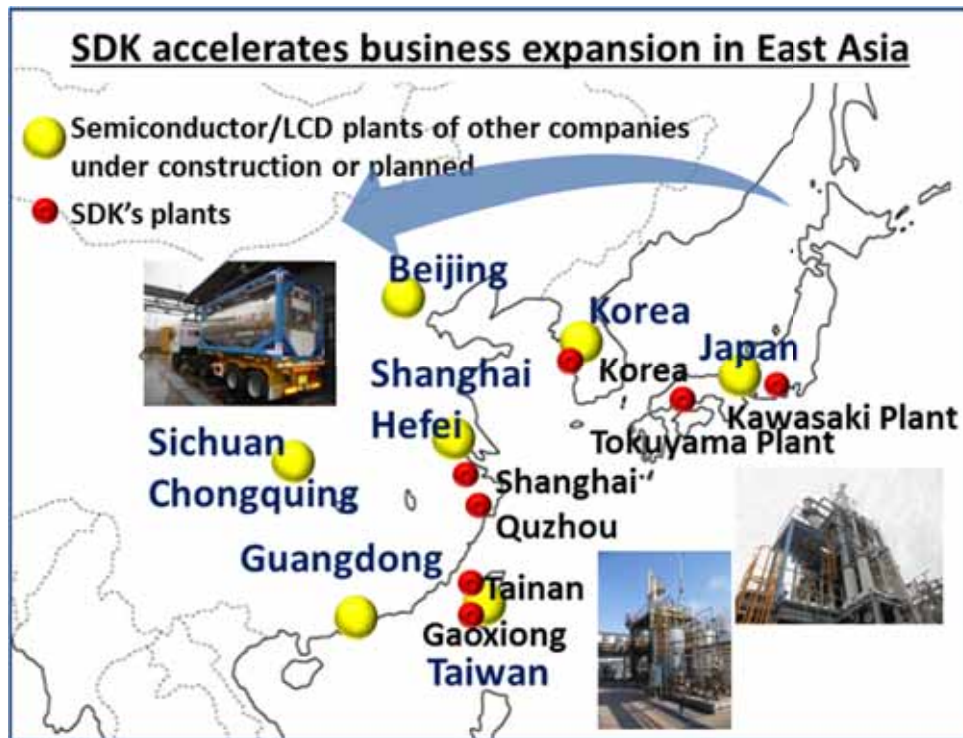 SDK accelerates business expansion in East Asia
Semiconductor/LCD plants of other companies
under construction or planned
SDK's plants
Beijing
Korea
Japan
Korea
Shanghai
Hefei
Kawasaki Plant
Tokuyama Plant
Sichuan
Chongquing
Shanghai
Quzhou
Guangdong
Tainan
Gaoxiong
Taiwan